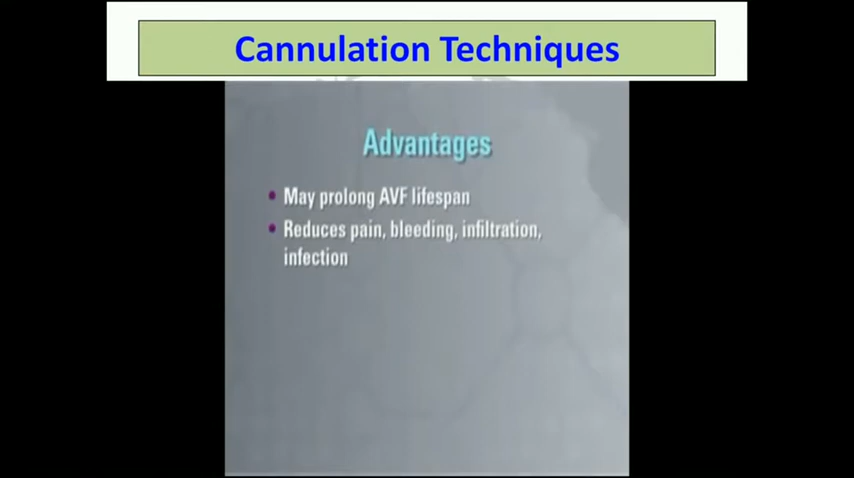 Cannulation Techniques
Advantages
• May prolong AVF lifespan
• Reduces pain, bleeding, infiltration,
infection